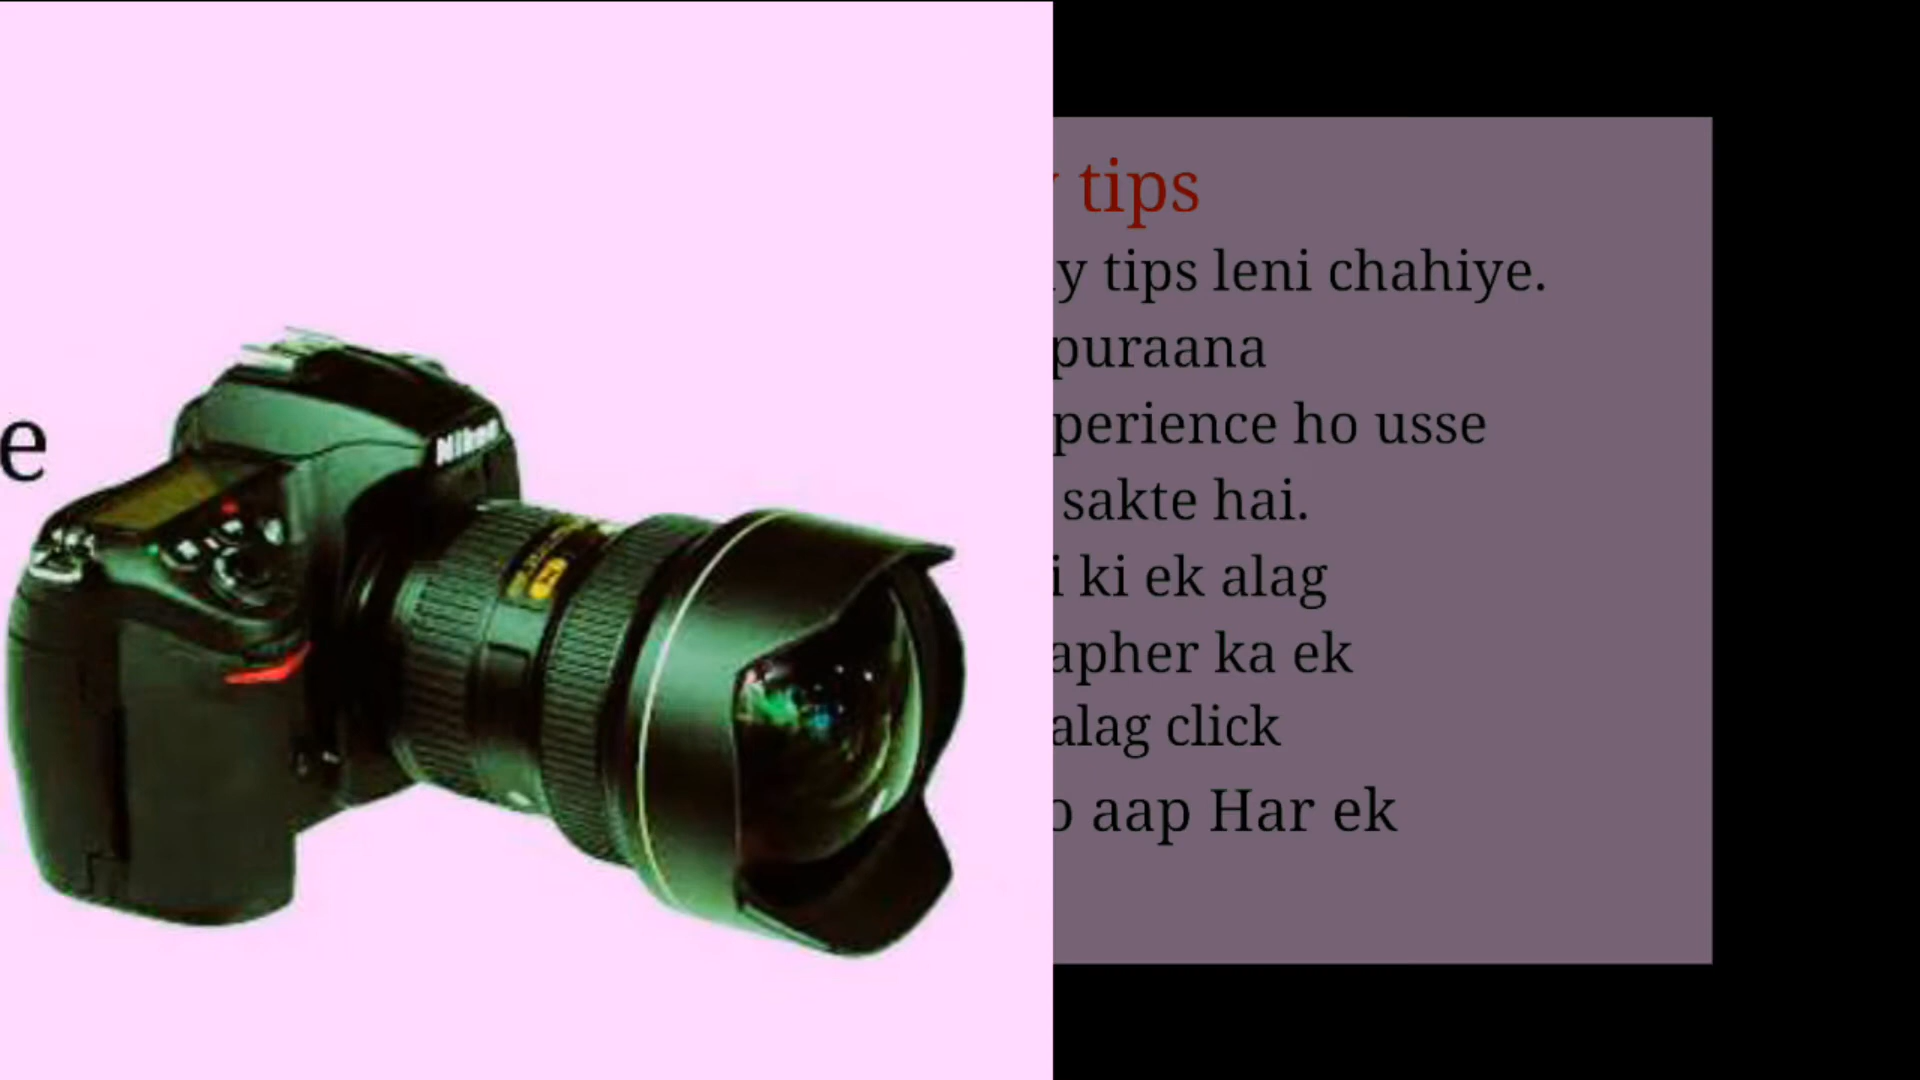 e
Nikon
tips
y tips leni chahiye.
puraana
perience ho usse
sakte hai.
i ki ek alag
apher ka ek
alag click
o aap Har ek